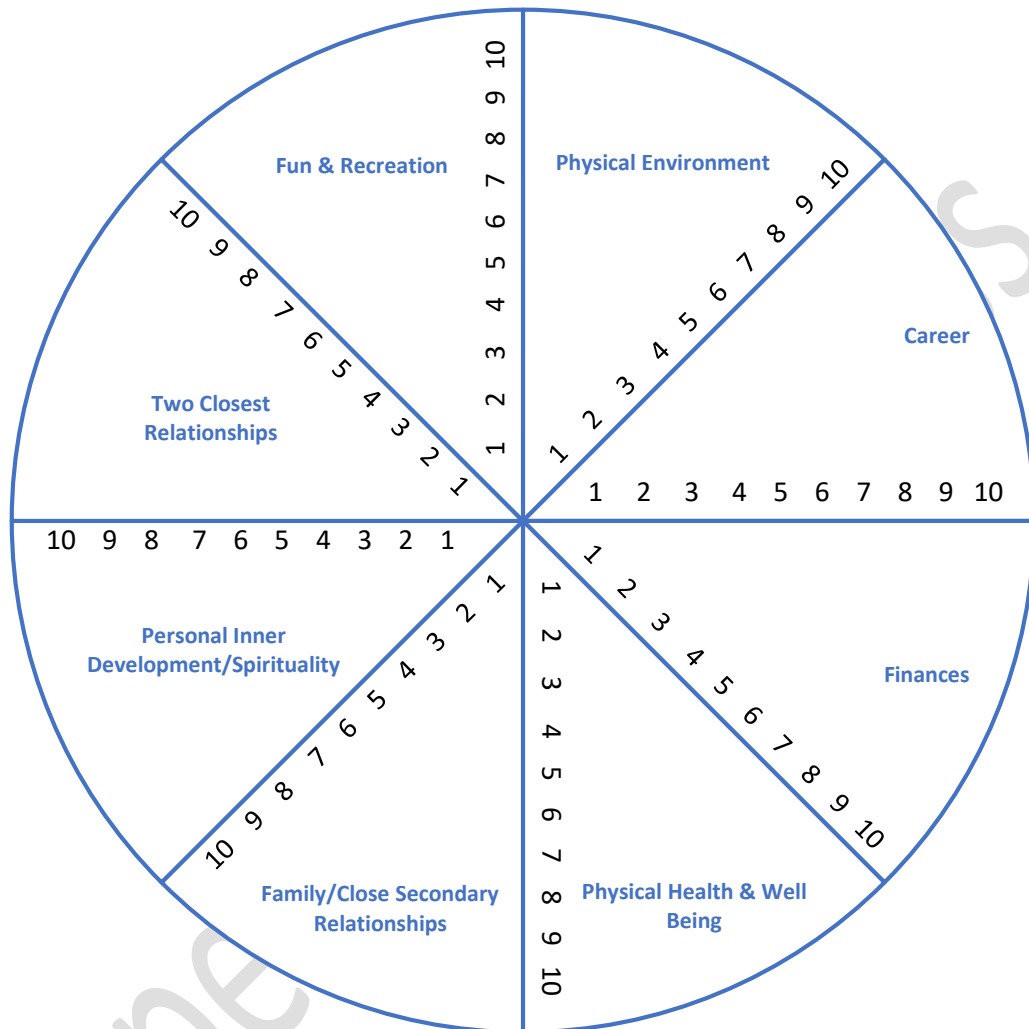 Fun & Recreation
10 9 8 7 6 5 4 3 2 1
Physical Environment
1 2 3 4 5 6 7 8 9 10
Career
1 2 3 4 5 6 7 8 9 10
Finances
1 2 3 4 5 6 7 8 9 10
Physical Health & Well
Being
1 2 3 4 5 6 7 8 9 10
Family/Close Secondary
Relationships
10 9 8 7 6 5 4 3 2 1
Personal Inner
Development/Spirituality
10 9 8 7 6 5 4 3 2 1
Two Closest
Relationships
10 9 8 7 6 5 4 3 2 1